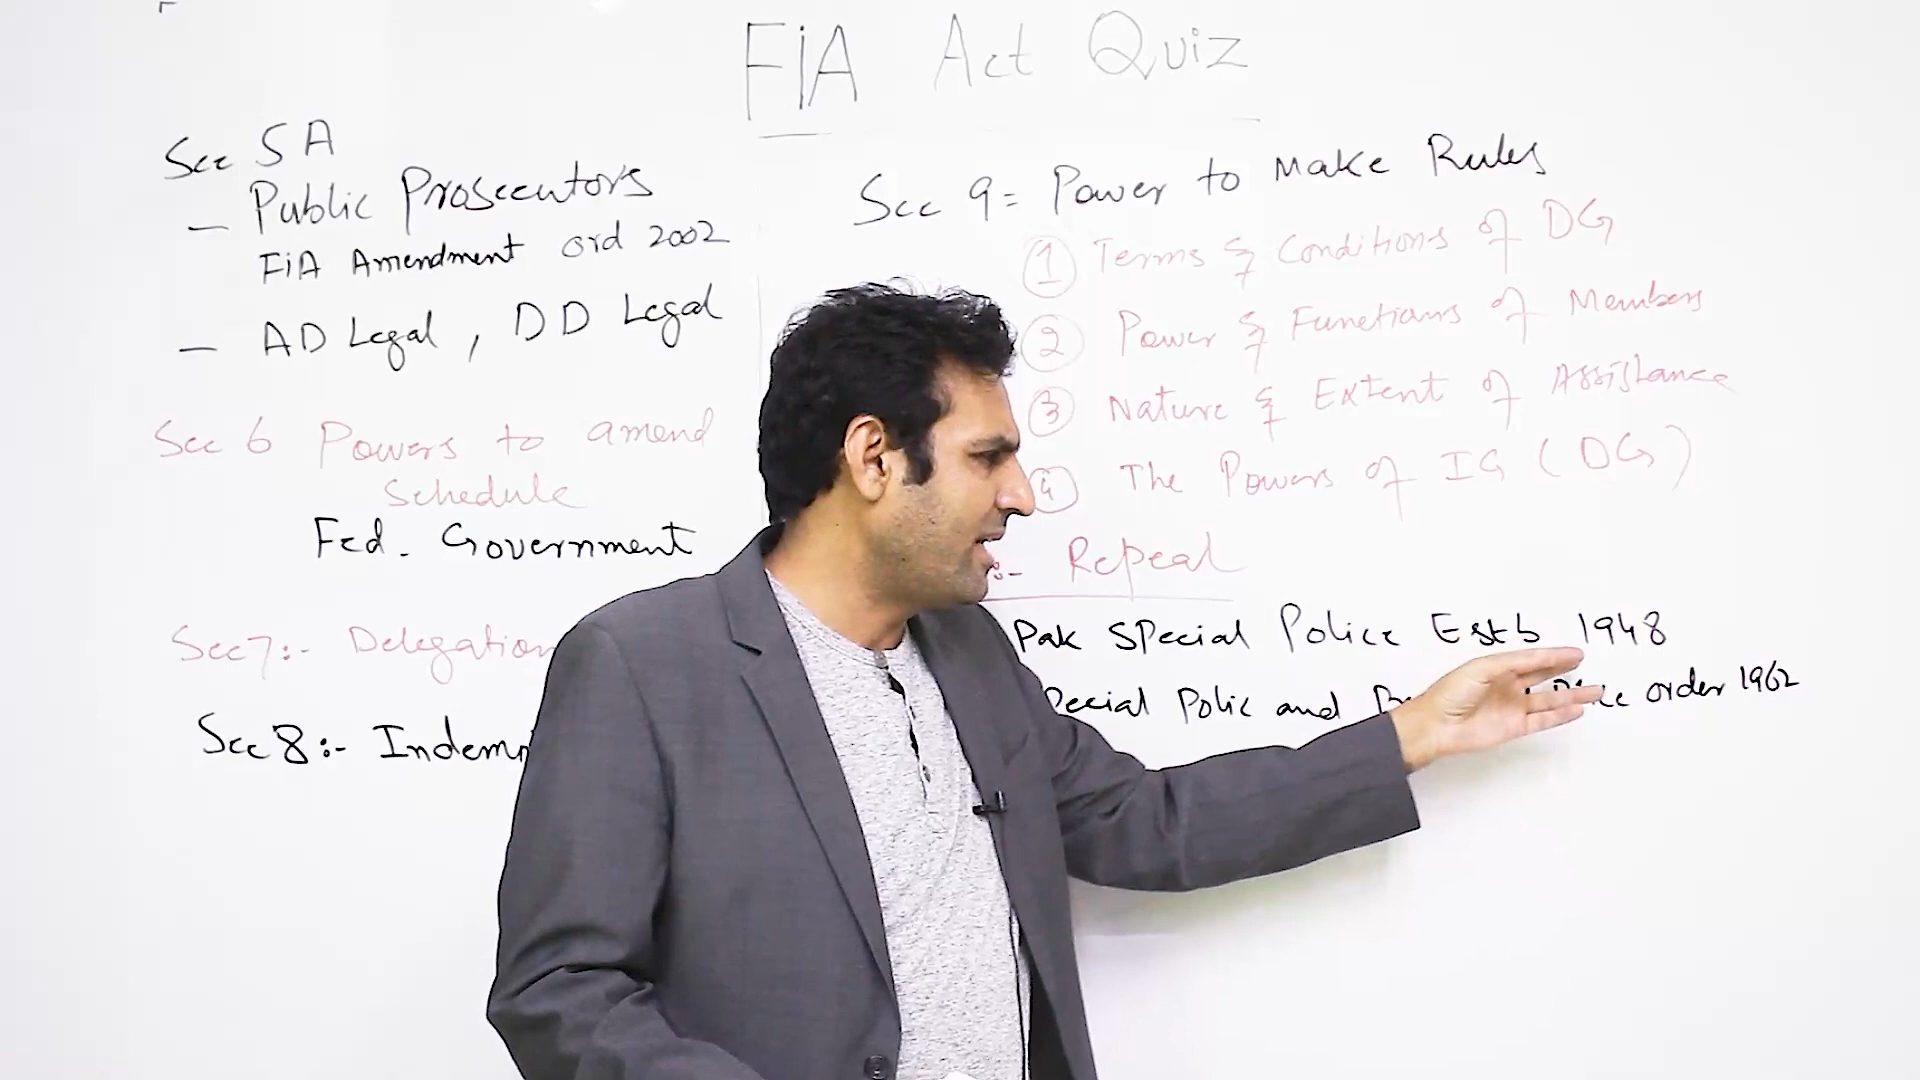 FiA Act Quiz
Sec 5A
- Public Prosecutors
FiA Amendment ord 2002
- AD Legal, DD Legal
Sec 6 Powers to amend
Schedule
Fed. Government
Sec 7:- Delegation
Sec 8:-
Sec 9= Power to Make Rules
1 Terms & Conditions of DG
2 Power & Functions of Members
3 Nature & Extent of Assistance
4 The Powers of IG (DG)
:- Repeal
Pak Special Police Estb 1948
Polic and order 1962